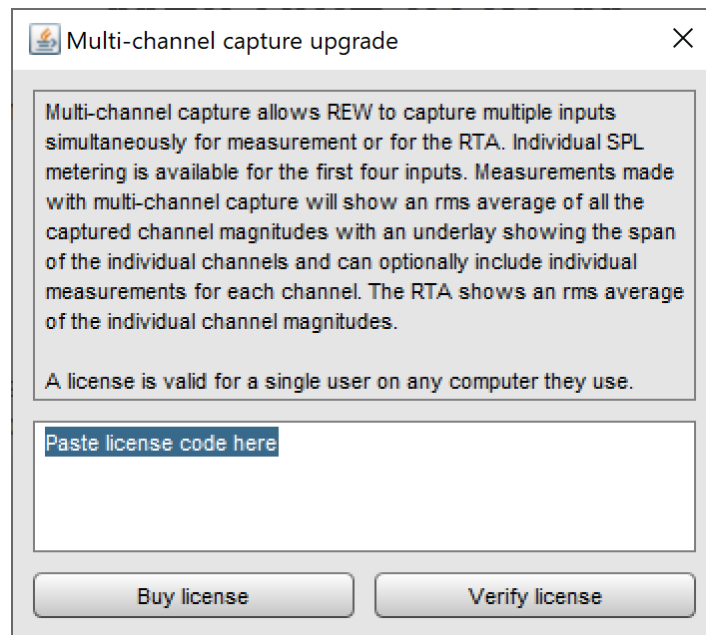 Multi-channel capture upgrade
Multi-channel capture allows REW to capture multiple inputs
simultaneously for measurement or for the RTA. Individual SPL
metering is available for the first four inputs. Measurements made
with multi-channel capture will show an rms average of all the
captured channel magnitudes with an underlay showing the span
of the individual channels and can optionally include individual
measurements for each channel. The RTA shows an rms average
of the individual channel magnitudes.
A license is valid for a single user on any computer they use.
Paste license code here
Buy license
Verify license